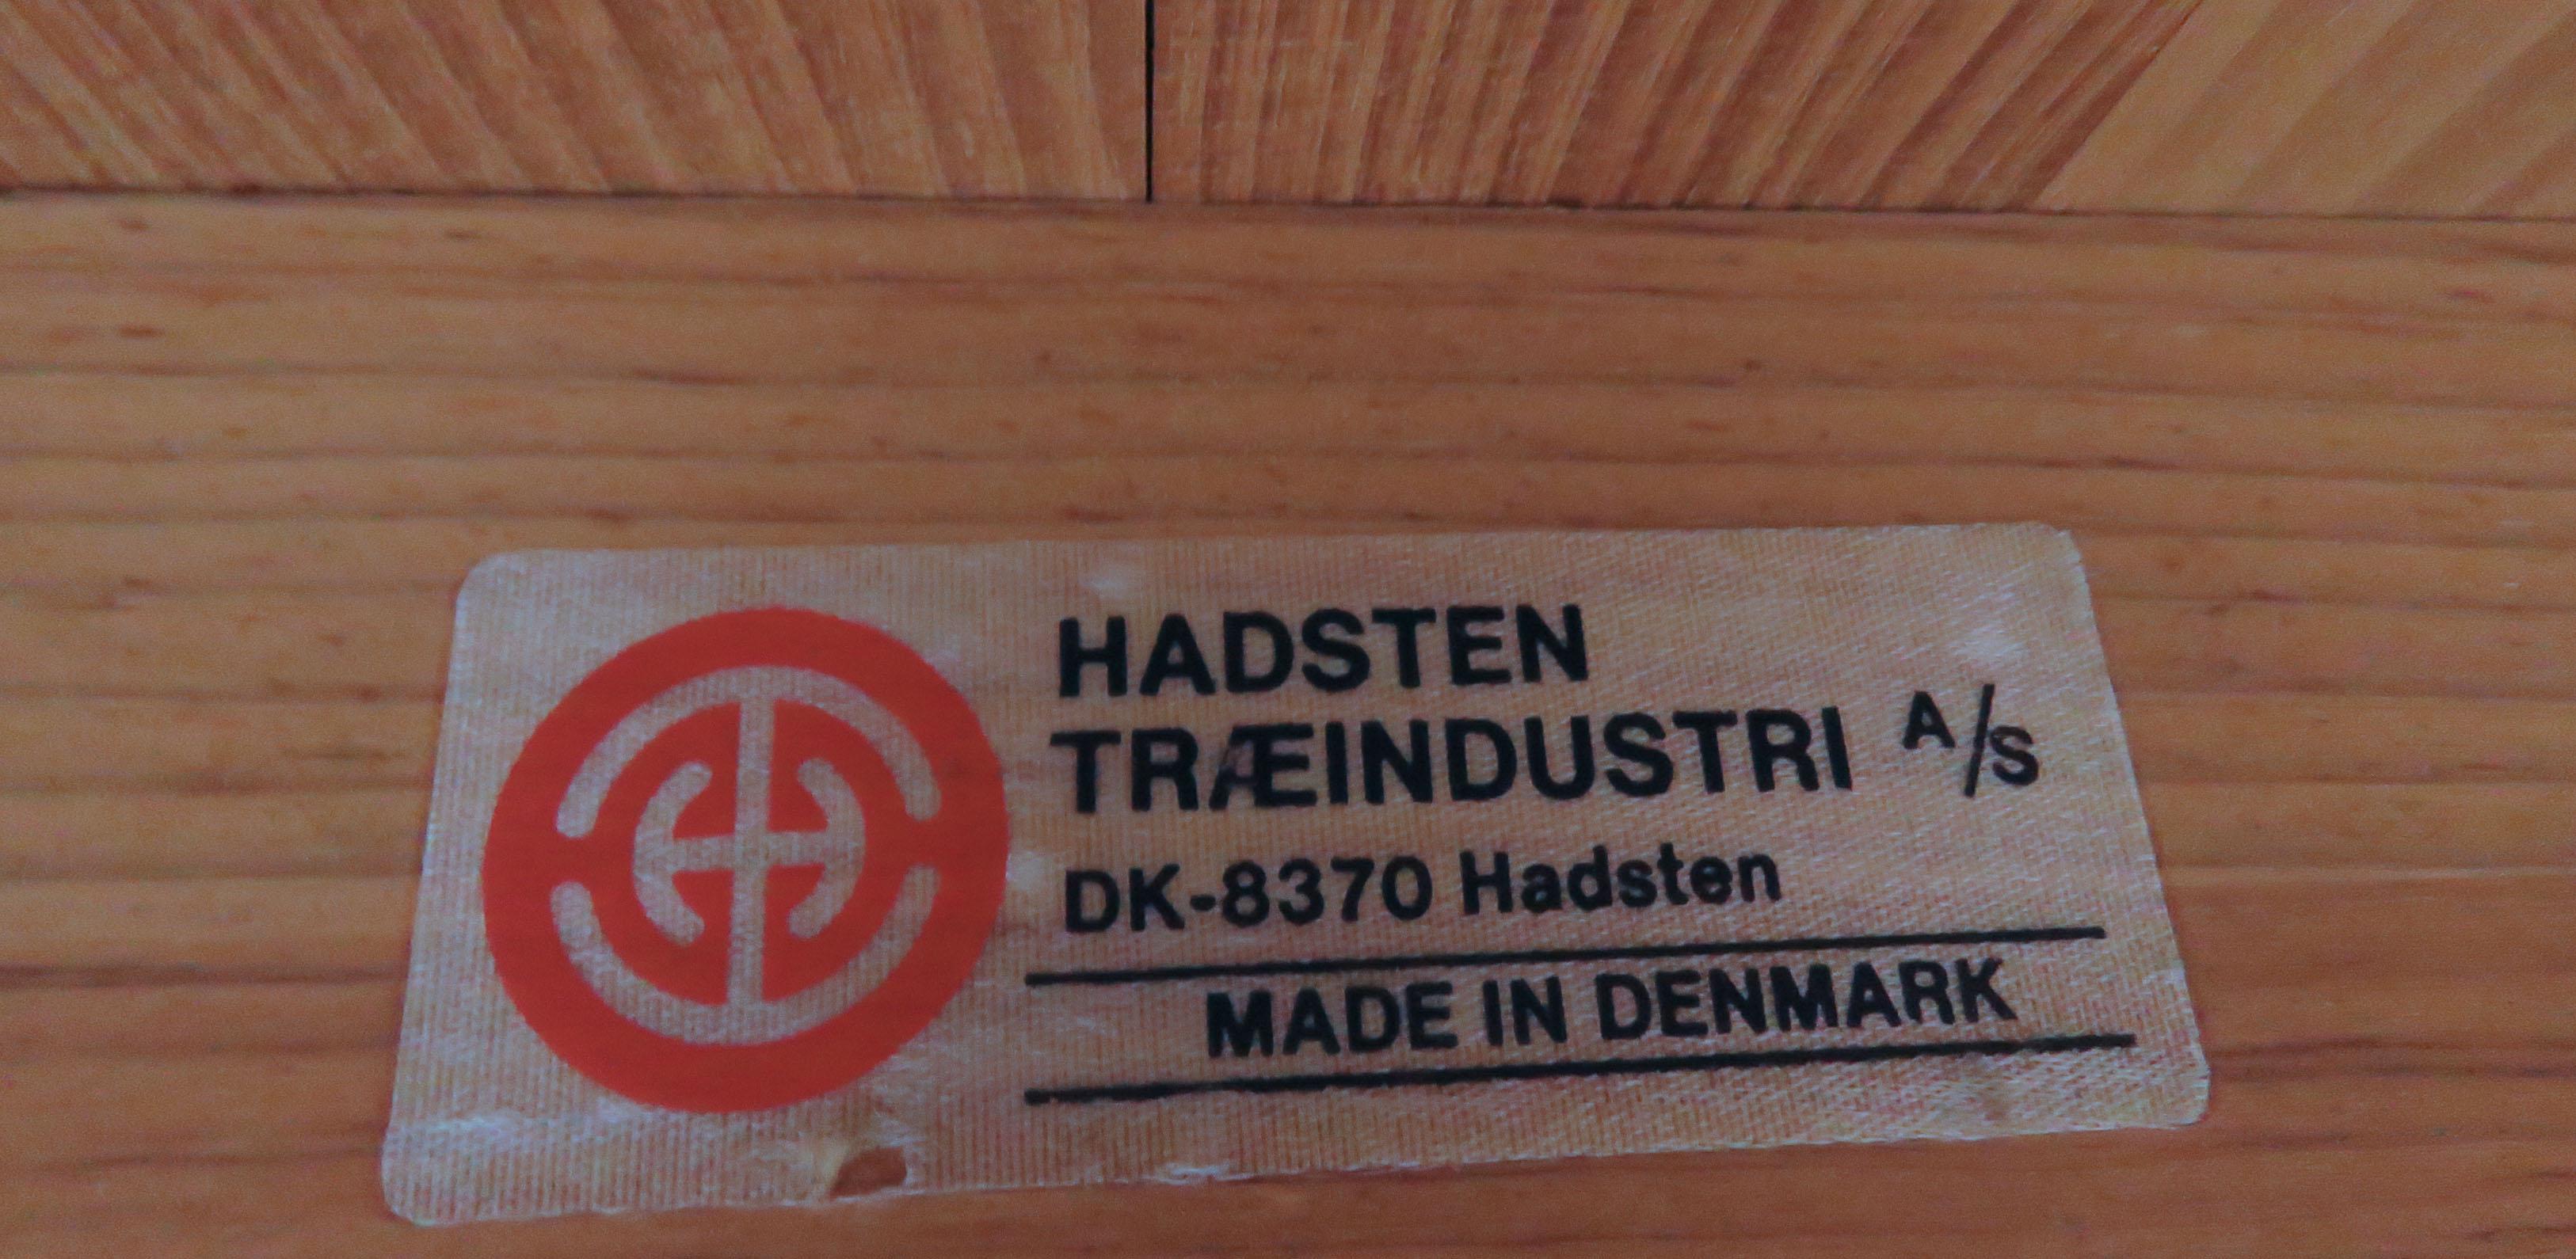 HADSTEN
TRÆINDUSTRI A/S
DK-8370 Hadsten
MADE IN DENMARK